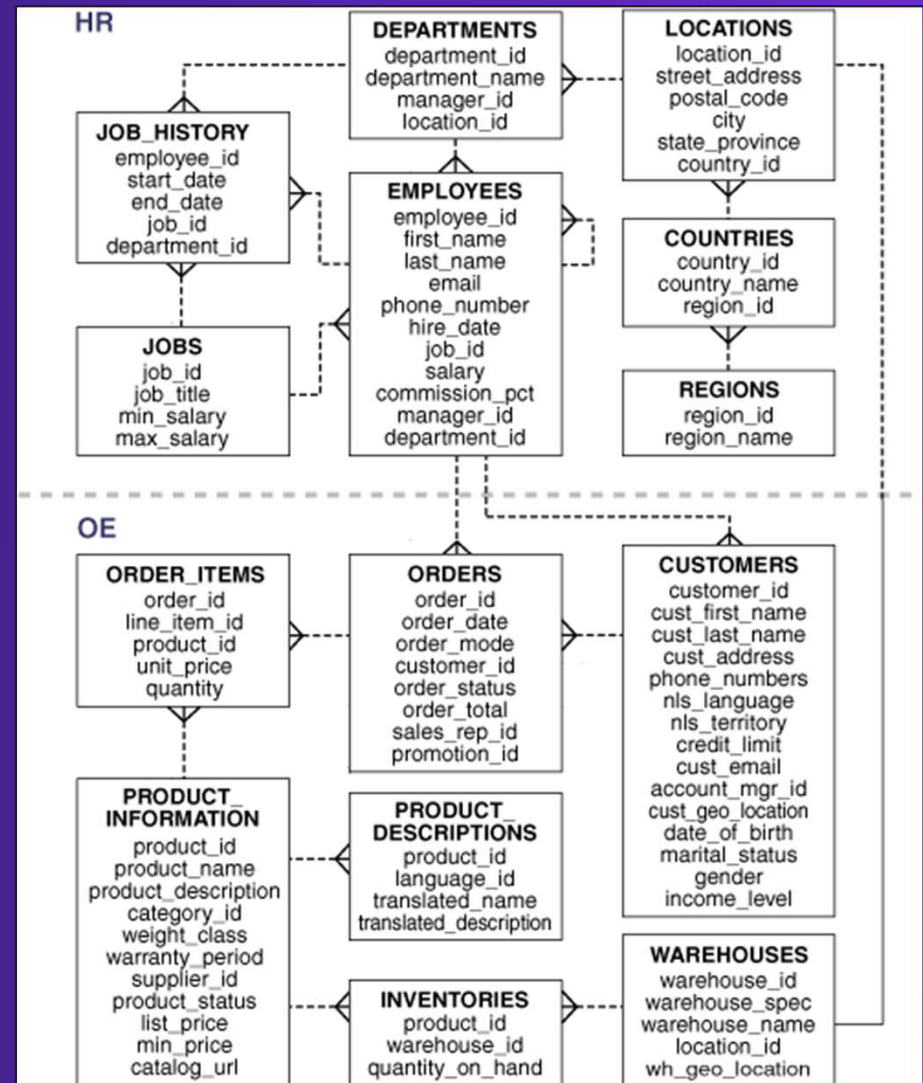 HR
DEPARTMENTS
department_id
department_name
manager_id
location_id
LOCATIONS
location_id
street_address
postal_code
city
state_province
country_id
JOB_HISTORY
employee_id
start_date
end_date
job_id
department_id
EMPLOYEES
employee_id
first_name
last_name
email
phone_number
hire_date
job_id
salary
commission_pct
manager_id
department_id
COUNTRIES
country_id
country_name
region_id
JOBS
job_id
job_title
min_salary
max_salary
REGIONS
region_id
region_name
OE
ORDER_ITEMS
order_id
line_item_id
product_id
unit_price
quantity
ORDERS
order_id
order_date
order_mode
customer_id
order_status
order_total
sales_rep_id
promotion_id
CUSTOMERS
customer_id
cust_first_name
cust_last_name
cust_address
phone_numbers
nls_language
nls_territory
credit_limit
cust_email
account_mgr_id
cust_geo_location
date_of_birth
marital_status
gender
income_level
PRODUCT_
INFORMATION
product_id
product_name
product_description
category_id
weight_class
warranty_period
supplier_id
product_status
list_price
min_price
catalog_url
PRODUCT_
DESCRIPTIONS
product_id
language_id
translated_name
translated_description
INVENTORIES
product_id
warehouse_id
quantity_on_hand
WAREHOUSES
warehouse_id
warehouse_spec
warehouse_name
location_id
wh_geo_location